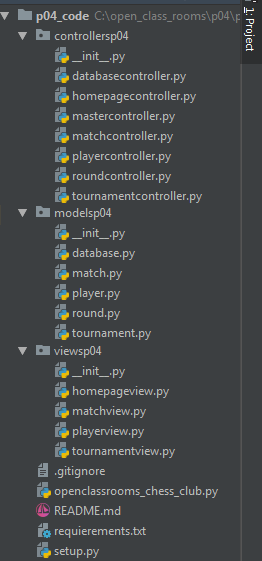 p04_code C:\open_class_rooms\p04\p
controllersp04
__init__.py
databasecontroller.py
homepagecontroller.py
mastercontroller.py
matchcontroller.py
playercontroller.py
roundcontroller.py
tournamentcontroller.py
modelsp04
__init__.py
database.py
match.py
player.py
round.py
tournament.py
viewsp04
__init__.py
homepageview.py
matchview.py
playerview.py
tournamentview.py
.gitignore
openclassrooms_chess_club.py
README.md
requierements.txt
setup.py
1: Project